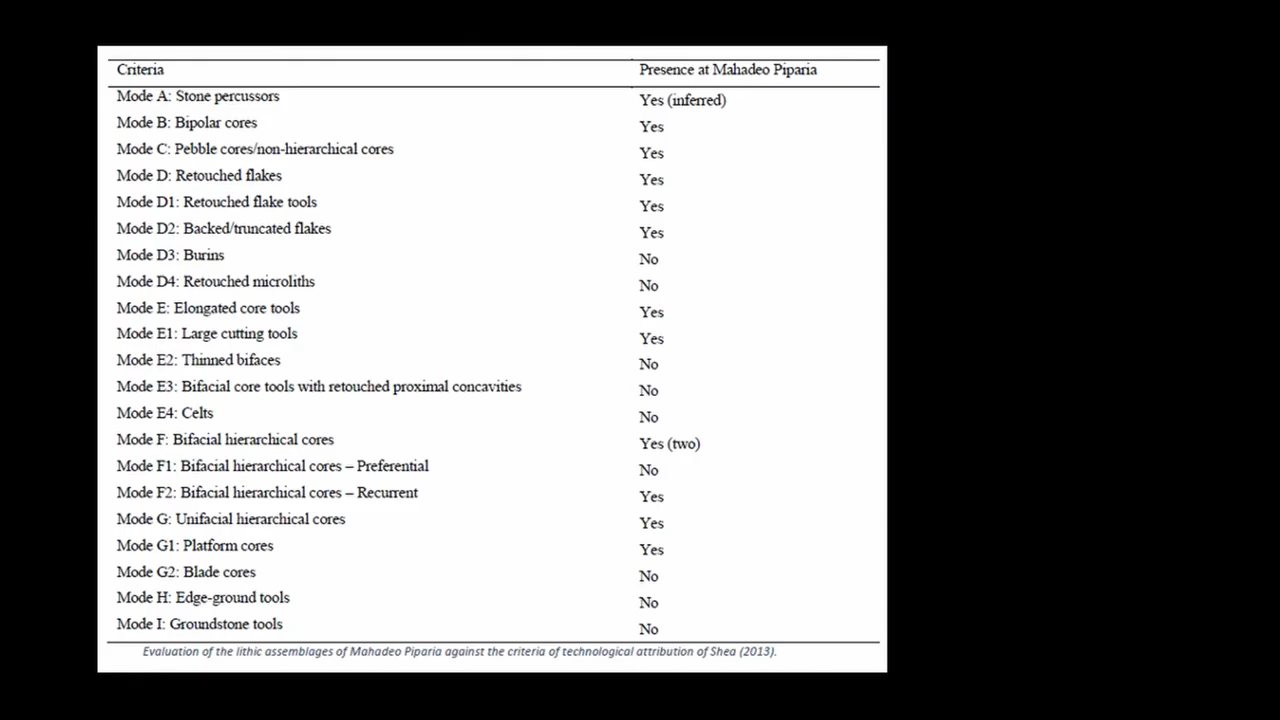 Criteria Presence at Mahadeo Piparia
Mode A: Stone percussors Yes (inferred)
Mode B: Bipolar cores Yes
Mode C: Pebble cores/non-hierarchical cores Yes
Mode D: Retouched flakes Yes
Mode D1: Retouched flake tools Yes
Mode D2: Backed/truncated flakes Yes
Mode D3: Burins No
Mode D4: Retouched microliths No
Mode E: Elongated core tools Yes
Mode E1: Large cutting tools Yes
Mode E2: Thinned bifaces No
Mode E3: Bifacial core tools with retouched proximal concavities No
Mode E4: Celts No
Mode F: Bifacial hierarchical cores Yes (two)
Mode F1: Bifacial hierarchical cores – Preferential No
Mode F2: Bifacial hierarchical cores – Recurrent Yes
Mode G: Unifacial hierarchical cores Yes
Mode G1: Platform cores Yes
Mode G2: Blade cores No
Mode H: Edge-ground tools No
Mode I: Groundstone tools No
Evaluation of the lithic assemblages of Mahadeo Piparia against the criteria of technological attribution of Shea (2013).